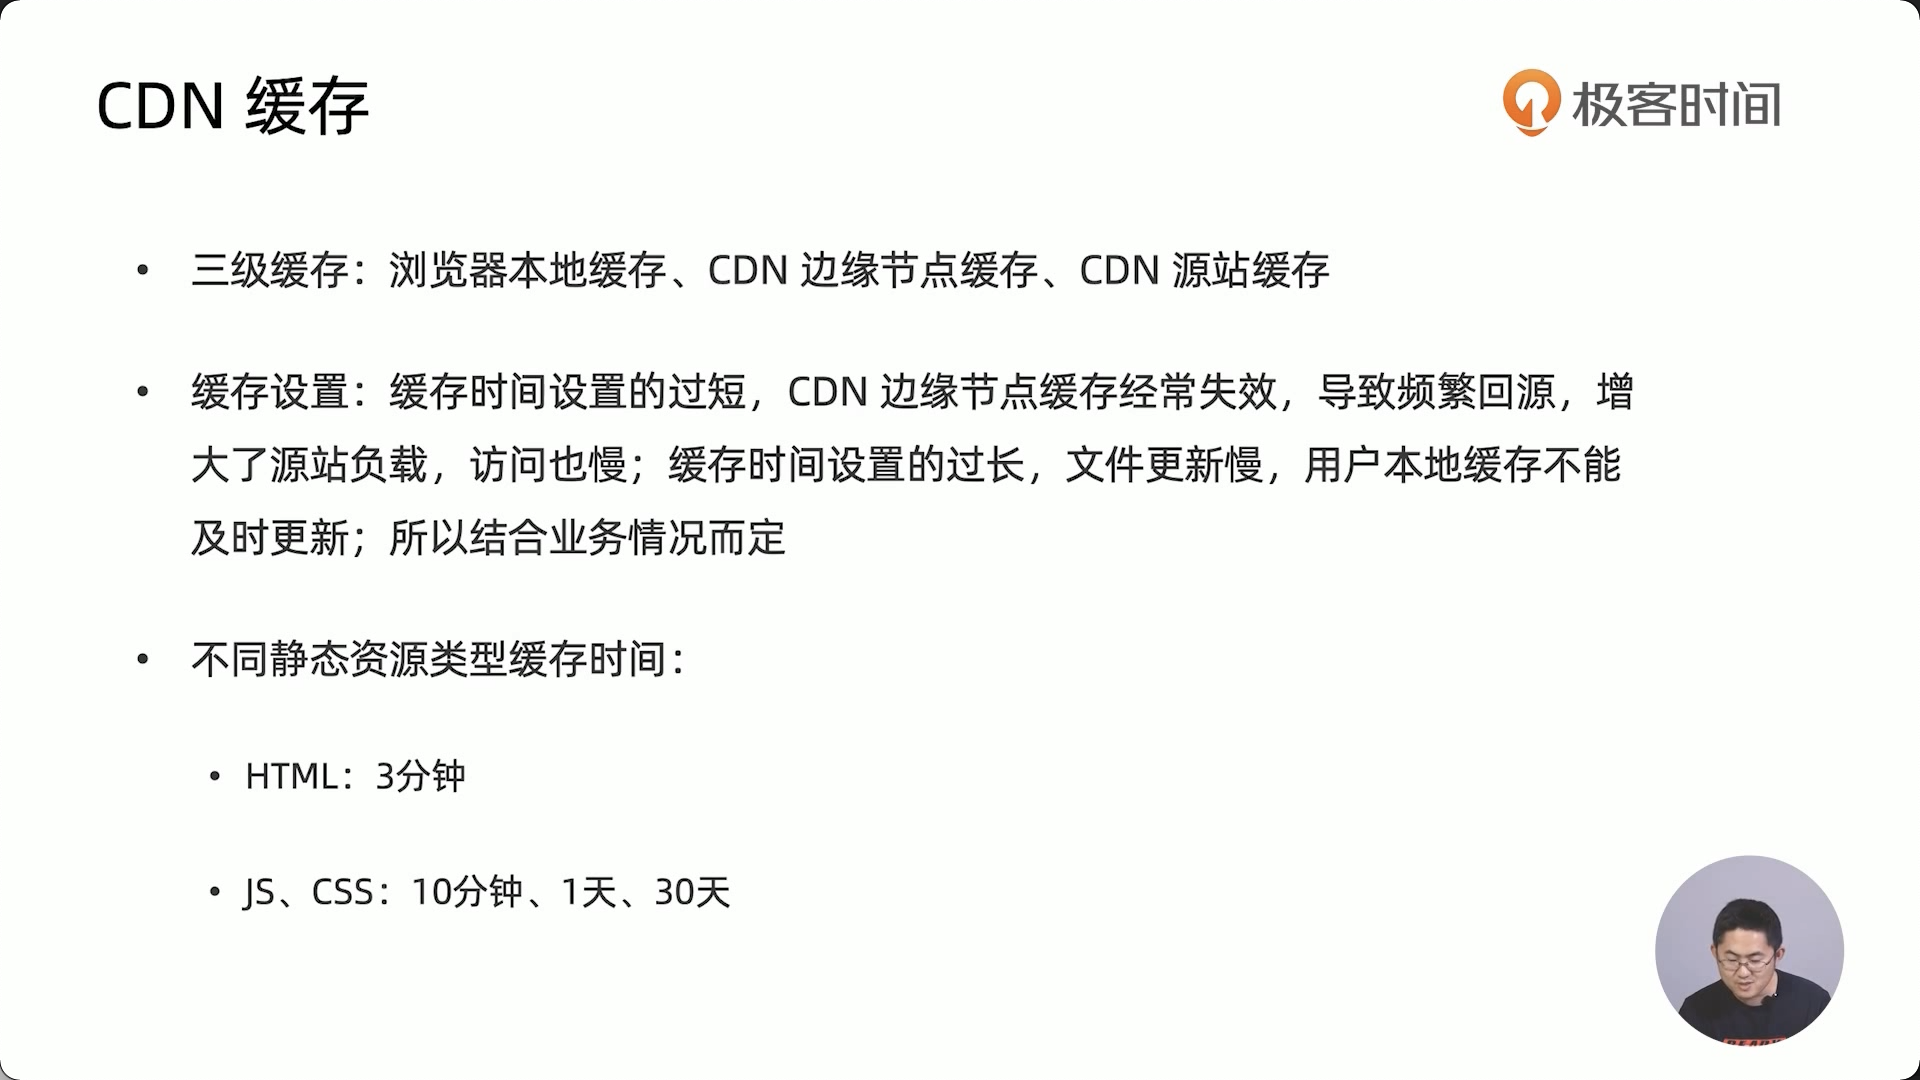 CDN 缓存
极客时间
三级缓存：浏览器本地缓存、CDN 边缘节点缓存、CDN 源站缓存
缓存设置：缓存时间设置的过短，CDN 边缘节点缓存经常失效，导致频繁回源，增
大了源站负载，访问也慢；缓存时间设置的过长，文件更新慢，用户本地缓存不能
及时更新；所以结合业务情况而定
不同静态资源类型缓存时间：
HTML：3分钟
JS、CSS：10分钟、1天、30天